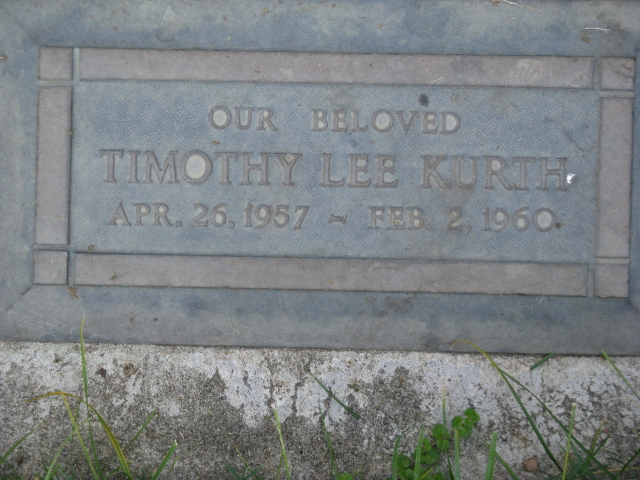 OUR BELOVED
TIMOTHY LEE KURTH
APR. 26, 1957 ~ FEB. 2, 1960